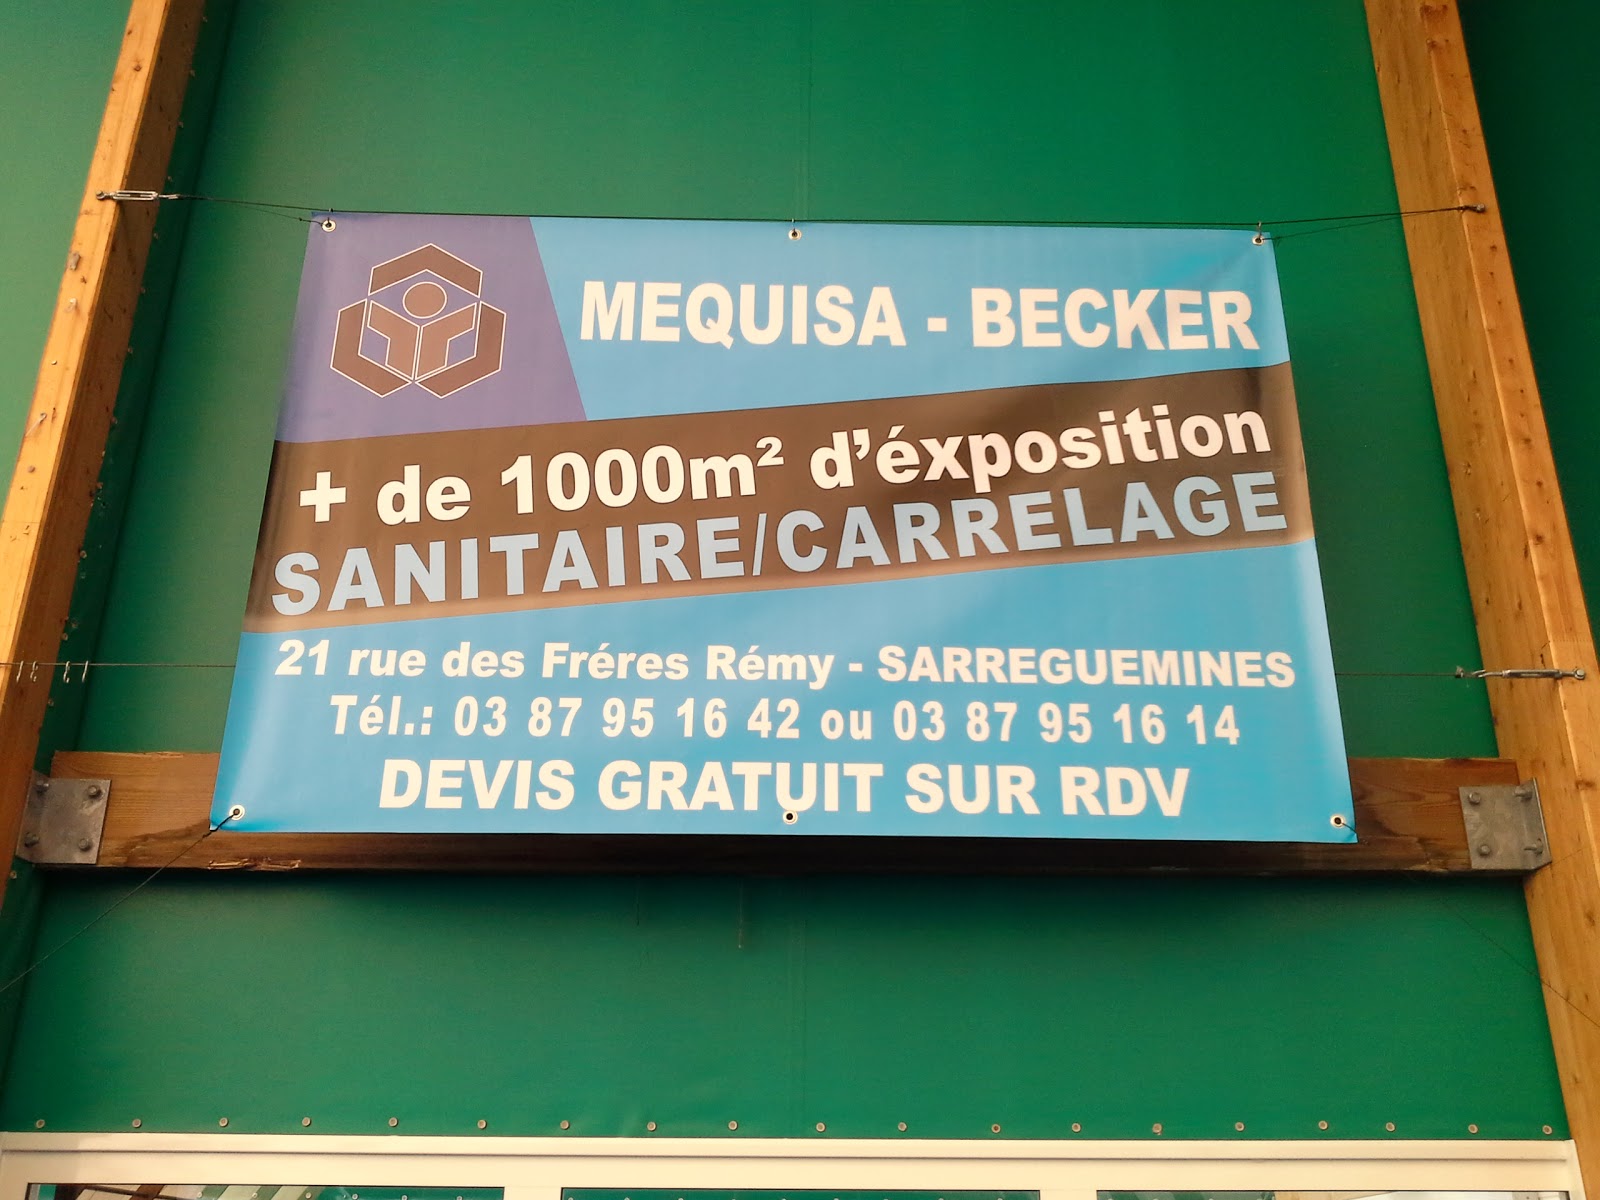 MEQUISA - BECKER
+ de 1000m² d'éxposition
SANITAIRE/CARRELAGE
21 rue des Fréres Rémy - SARREGUEMINES
Tél.: 03 87 95 16 42 ou 03 87 95 16 14
DEVIS GRATUIT SUR RDV